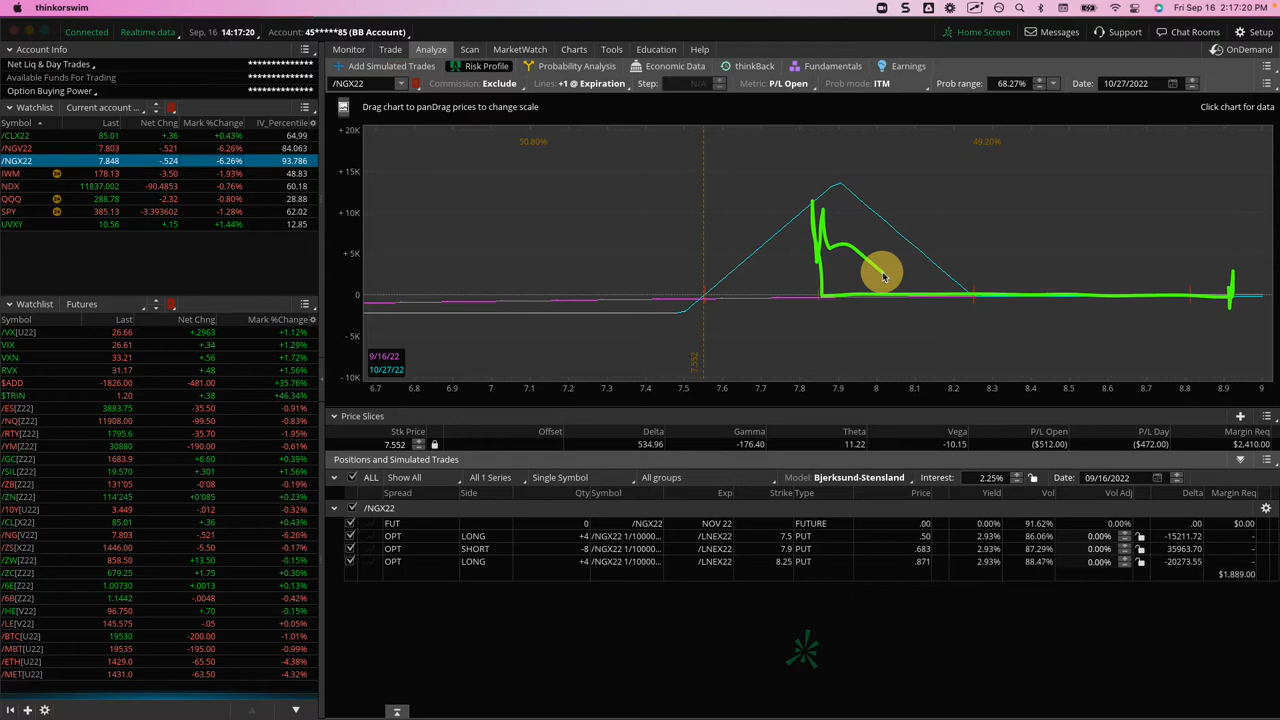 thinkorswim
Fri Sep 16 2:17:20 PM
Connected Realtime data Sep. 16 14:17:20 Account: 45*****85 (BB Account)
Home Screen Messages Support Chat Rooms Setup
Account Info
Net Liq & Day Trades **************
Available Funds For Trading **************
Option Buying Power **************
Monitor Trade Analyze Scan MarketWatch Charts Tools Education Help OnDemand
Add Simulated Trades Risk Profile Probability Analysis Economic Data thinkBack Fundamentals Earnings
/NGX22 Commission: Exclude Lines: +1 @ Expiration Step: N/A Metric: P/L Open Prob mode: ITM Prob range: 68.27% Date: 10/27/22
Drag chart to panDrag prices to change scale Click chart for data
Watchlist Current account ...
Symbol Last Net Chng Mark %Change IV_Percentile
/CLX22 85.01 +.36 +0.43% 64.99
/NGV22 7.803 -.521 -6.26% 84.063
/NGX22 7.848 -.524 -6.26% 93.786
IWM 178.13 -3.50 -1.93% 48.83
NDX 11837.002 -90.4853 -0.76% 60.18
QQQ 288.78 -2.32 -0.80% 28.88
SPY 385.13 -3.393602 -1.28% 62.02
UVXY 10.56 +.15 +1.44% 12.85
Watchlist Futures
Symbol Last Net Chng Mark %Change
/VX[U22] 26.66 +.2963 +1.12%
VIX 26.61 +.34 +1.29%
VXN 33.21 +.56 +1.72%
RVX 31.17 +.48 +1.56%
$ADD -1826.00 -481.00 +35.76%
$TRIN 1.20 +.38 +46.34%
/ES[Z22] 3883.75 -35.50 -0.91%
/NQ[Z22] 11908.00 -99.50 -0.83%
/RTY[Z22] 1795.6 -35.70 -1.95%
/YM[Z22] 30880 -190.00 -0.61%
/GC[Z22] 1683.9 +6.60 +0.39%
/SIL[Z22] 19.570 +.301 +1.56%
/ZB[Z22] 131'05 -0'08 -0.19%
/ZN[Z22] 114'245 +0'085 +0.23%
/10Y[U22] 3.449 -.012 -0.32%
/CL[X22] 85.01 +.36 +0.43%
/NG[V22] 7.803 -.521 -6.26%
/ZS[X22] 1446.00 -5.50 -0.17%
/ZW[Z22] 858.50 +13.50 +0.15%
/ZC[Z22] 679.25 +1.75 +0.30%
/6E[Z22] 1.00730 +.0013 +0.13%
/6B[Z22] 1.1442 -.0048 -0.42%
/HE[V22] 96.750 +.70 -0.15%
/LE[V22] 145.575 -.05 +0.05%
/BTC[U22] 19530 -200.00 -1.01%
/MBT[U22] 19535 -195.00 -0.99%
/ETH[U22] 1429.0 -65.50 -4.38%
/MET[U22] 1431.0 -63.50 -4.32%
+20K
50.80% 49.20%
+15K
+10K
+5K
0
-5K
-10K
7.552
9/16/22
10/27/22
6.7 6.8 6.9 7 7.1 7.2 7.3 7.4 7.5 7.6 7.7 7.8 7.9 8 8.1 8.2 8.3 8.4 8.5 8.6 8.7 8.8 8.9 9
Price Slices
Stk Price Offset Delta Gamma Theta Vega P/L Open P/L Day Margin Req
7.552 534.96 -176.40 11.22 -10.15 ($512.00) ($472.00) $2,410.00
Positions and Simulated Trades
ALL Show All All 1 Series Single Symbol All groups Model: Bjerksund-Stensland Interest: 2.25% Date: 09/16/2022
Spread Side Qty Symbol Exp Strike Type Price Yield Vol Vol Adj Delta Margin Req
/NGX22
FUT 0 /NGX22 NOV 22 FUTURE .00 0.00% 91.62% 0.00% .00 $0.00
OPT LONG +4 /NGX22 1/10000... /LNEX22 7.5 PUT .50 2.93% 86.06% 0.00% -15211.72 -
OPT SHORT -8 /NGX22 1/10000... /LNEX22 7.9 PUT .683 2.93% 87.29% 0.00% 35963.70 -
OPT LONG +4 /NGX22 1/10000... /LNEX22 8.25 PUT .871 2.93% 88.47% 0.00% -20273.55 -
$1,889.00